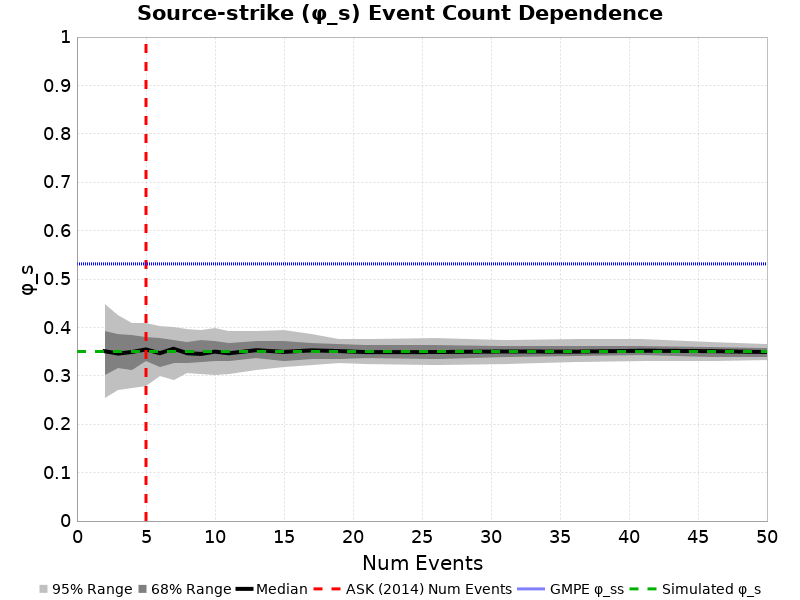 Source-strike (φ_s) Event Count Dependence
1
0.9
0.8
0.7
0.6
0.5
0.4
0.3
0.2
0.1
0
φ_s
0 5 10 15 20 25 30 35 40 45 50
Num Events
95% Range 68% Range Median ASK (2014) Num Events GMPE φ_ss Simulated φ_s